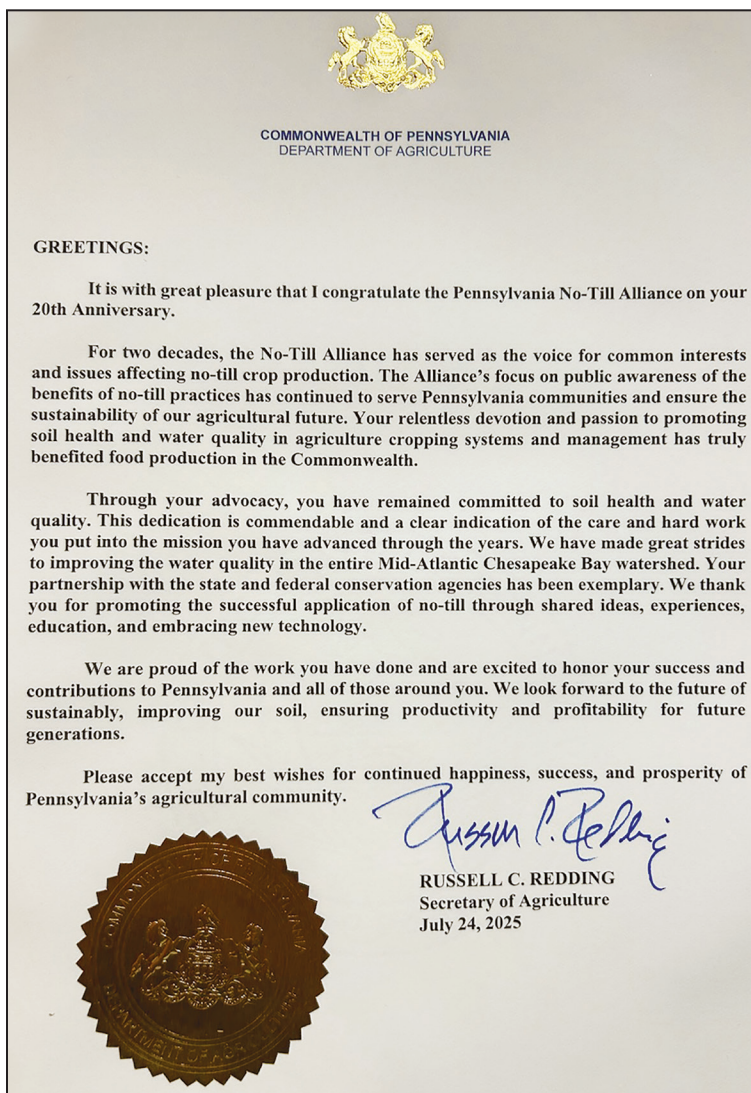 COMMONWEALTH OF PENNSYLVANIA
DEPARTMENT OF AGRICULTURE
GREETINGS:
It is with great pleasure that I congratulate the Pennsylvania No-Till Alliance on your
20th Anniversary.
For two decades, the No-Till Alliance has served as the voice for common interests
and issues affecting no-till crop production. The Alliance's focus on public awareness of the
benefits of no-till practices has continued to serve Pennsylvania communities and ensure the
sustainability of our agricultural future. Your relentless devotion and passion to promoting
soil health and water quality in agriculture cropping systems and management has truly
benefited food production in the Commonwealth.
Through your advocacy, you have remained committed to soil health and water
quality. This dedication is commendable and a clear indication of the care and hard work
you put into the mission you have advanced through the years. We have made great strides
to improving the water quality in the entire Mid-Atlantic Chesapeake Bay watershed. Your
partnership with the state and federal conservation agencies has been exemplary. We thank
you for promoting the successful application of no-till through shared ideas, experiences,
education, and embracing new technology.
We are proud of the work you have done and are excited to honor your success and
contributions to Pennsylvania and all of those around you. We look forward to the future of
sustainably, improving our soil, ensuring productivity and profitability for future
generations.
Please accept my best wishes for continued happiness, success, and prosperity of
Pennsylvania's agricultural community.
Russell C. Redding
RUSSELL C. REDDING
Secretary of Agriculture
July 24, 2025
COMMONWEALTH OF PENNSYLVANIA
DEPARTMENT OF AGRICULTURE